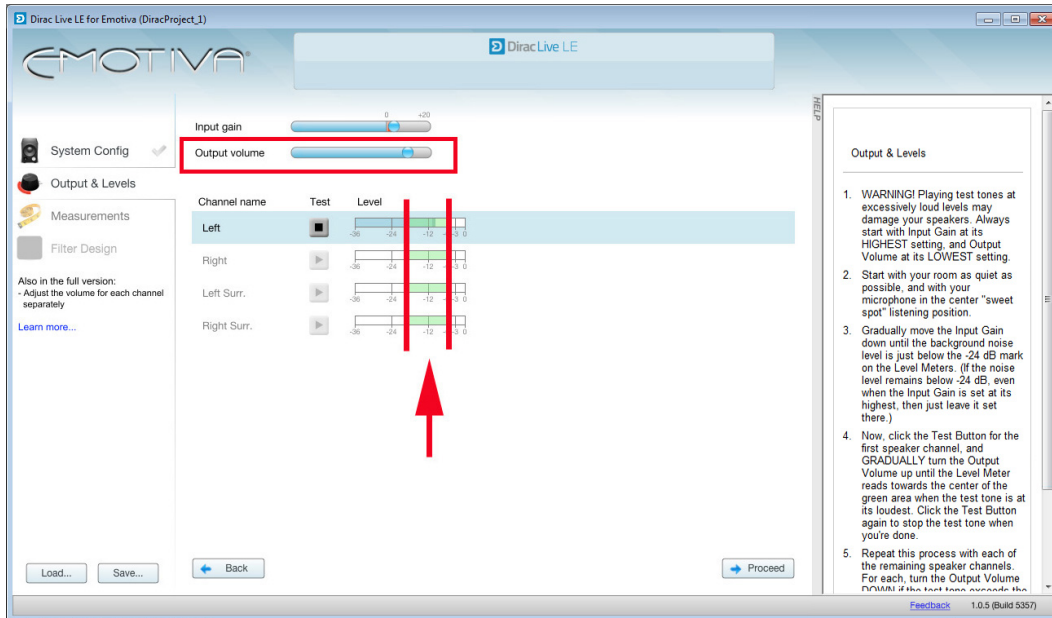 Dirac Live LE for Emotiva (DiracProject_1)
EMOTIVA
Dirac Live LE
HELP
0 +20
Input gain
Output volume
System Config
Output & Levels
Measurements
Filter Design
Also in the full version:
- Adjust the volume for each channel
separately
Learn more...
Channel name Test Level
Left
-36 -24 -12 -3 0
Right
-36 -24 -12 -3 0
Left Surr.
-36 -24 -12 -3 0
Right Surr.
-36 -24 -12 -3 0
Load... Save...
Back
Proceed
Output & Levels
1. WARNING! Playing test tones at
excessively loud levels may
damage your speakers. Always
start with Input Gain at its
HIGHEST setting, and Output
Volume at its LOWEST setting.
2. Start with your room as quiet as
possible, and with your
microphone in the center "sweet
spot" listening position.
3. Gradually move the Input Gain
down until the background noise
level is just below the -24 dB mark
on the Level Meters. (If the noise
level remains below -24 dB, even
when the Input Gain is set at its
highest, then just leave it set
there.)
4. Now, click the Test Button for the
first speaker channel, and
GRADUALLY turn the Output
Volume up until the Level Meter
reads towards the center of the
green area when the test tone is at
its loudest. Click the Test Button
again to stop the test tone when
you're done.
5. Repeat this process with each of
the remaining speaker channels.
For each, turn the Output Volume
DOWN if the test tone exceeds the
Feedback 1.0.5 (Build 5357)